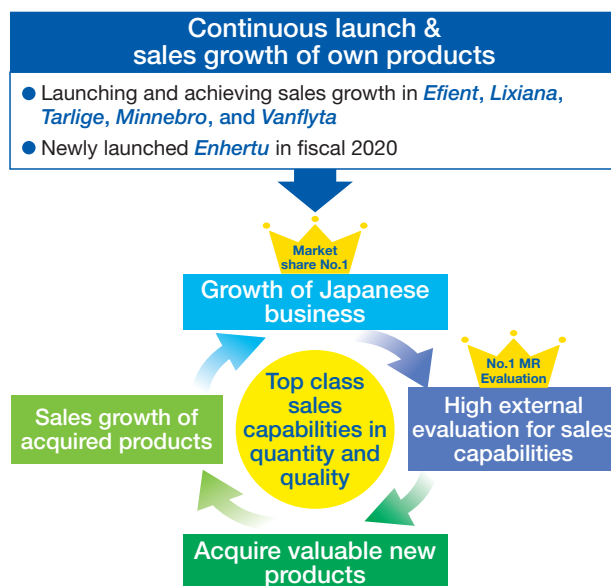 Continuous launch &
sales growth of own products
● Launching and achieving sales growth in Efient, Lixiana,
Tarlige, Minnebro, and Vanflyta
● Newly launched Enhertu in fiscal 2020
Market
share No.1
Growth of Japanese
business
No.1 MR
Evaluation
High external
evaluation for sales
capabilities
Top class
sales
capabilities in
quantity and
quality
Sales growth of
acquired products
Acquire valuable new
products